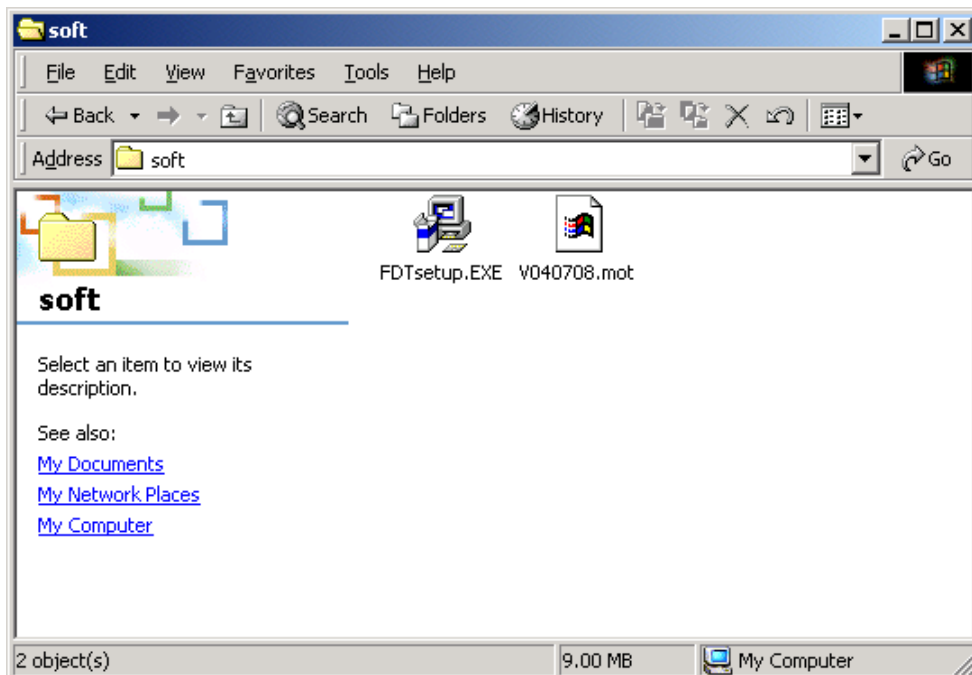 soft
File Edit View Favorites Tools Help
Back Search Folders History
Address soft Go
FDTsetup.EXE V040708.mot
soft
Select an item to view its
description.
See also:
My Documents
My Network Places
My Computer
2 object(s) 9.00 MB My Computer